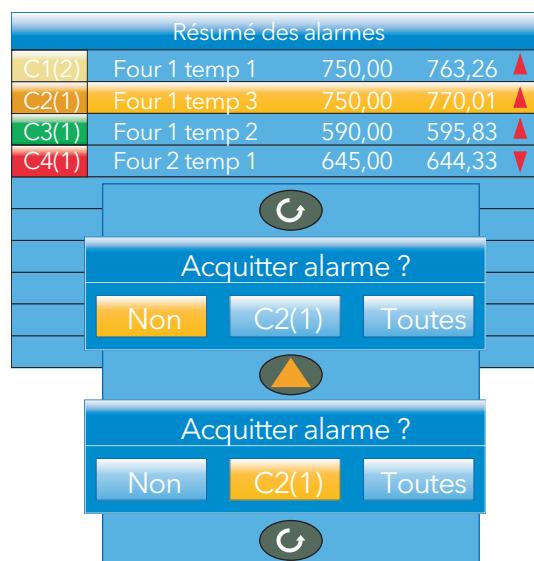 Résumé des alarmes
C1(2) Four 1 temp 1 750,00 763,26
C2(1) Four 1 temp 3 750,00 770,01
C3(1) Four 1 temp 2 590,00 595,83
C4(1) Four 2 temp 1 645,00 644,33
Acquitter alarme ?
Non C2(1) Toutes
Acquitter alarme ?
Non C2(1) Toutes